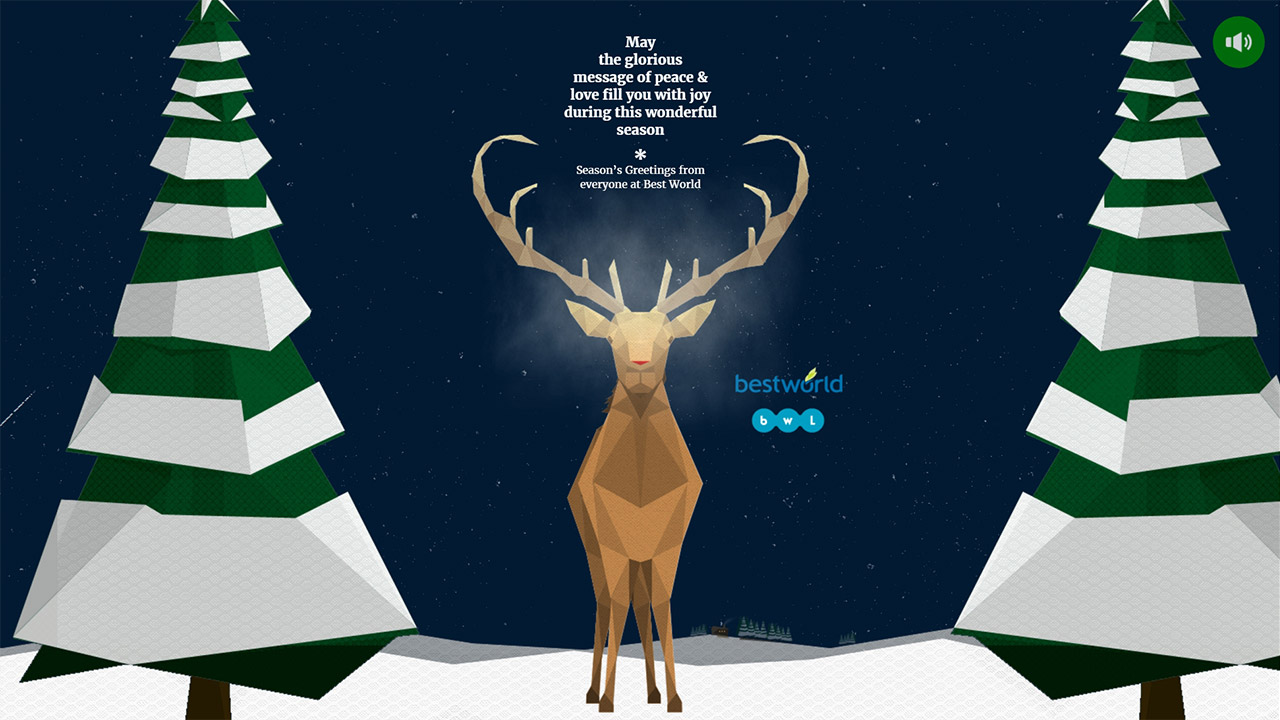 May
the glorious
message of peace &
love fill you with joy
during this wonderful
season
*
Season's Greetings from
everyone at Best World
bestworld
b w L